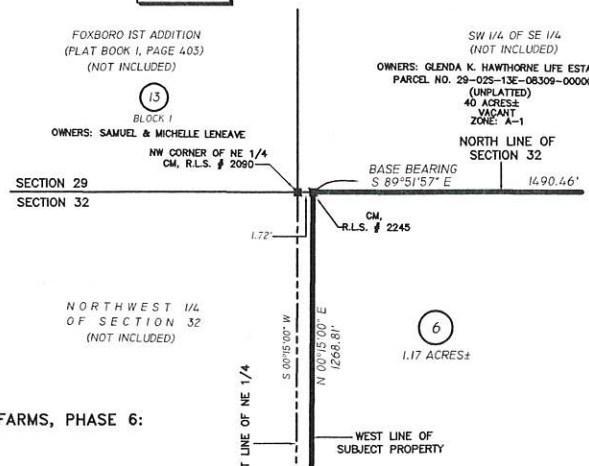 FOXBORO 1ST ADDITION
(PLAT BOOK 1, PAGE 403)
(NOT INCLUDED)
13
BLOCK 1
OWNERS: SAMUEL & MICHELLE LENEAVE
NW CORNER OF NE 1/4
CM, R.L.S. # 2090
SW 1/4 OF SE 1/4
(NOT INCLUDED)
OWNERS: GLENDA K. HAWTHORNE LIFE ESTA
PARCEL NO. 29-02S-13E-08309-0000
(UNPLATTED)
40 ACRES±
VACANT
ZONE: A-1
NORTH LINE OF
SECTION 32
SECTION 29
SECTION 32
BASE BEARING
S 89°51'57" E
1490.46'
1.72'
CM,
R.L.S. # 2245
NORTHWEST 1/4
OF SECTION 32
(NOT INCLUDED)
S 00°15'00" W
N 00°15'00" E
1268.81'
6
1.17 ACRES±
FARMS, PHASE 6:
T LINE OF NE 1/4
WEST LINE OF
SUBJECT PROPERTY